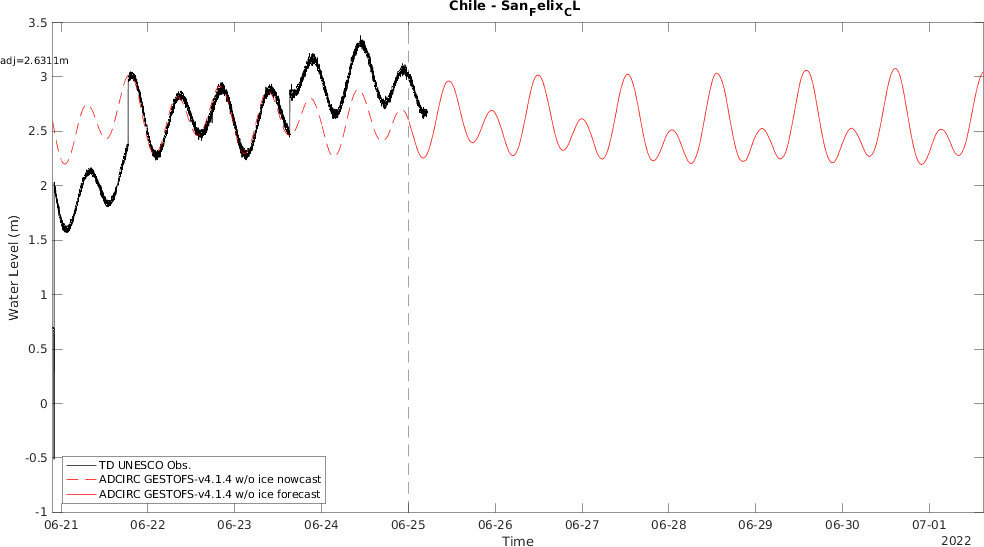 Chile - San_Felix_CL
adj=2.6311m
3.5
3
2.5
2
1.5
1
0.5
0
-0.5
-1
Water Level (m)
TD UNESCO Obs.
ADCIRC GESTOFS-v4.1.4 w/o ice nowcast
ADCIRC GESTOFS-v4.1.4 w/o ice forecast
06-21 06-22 06-23 06-24 06-25 06-26 06-27 06-28 06-29 06-30 07-01
Time
2022